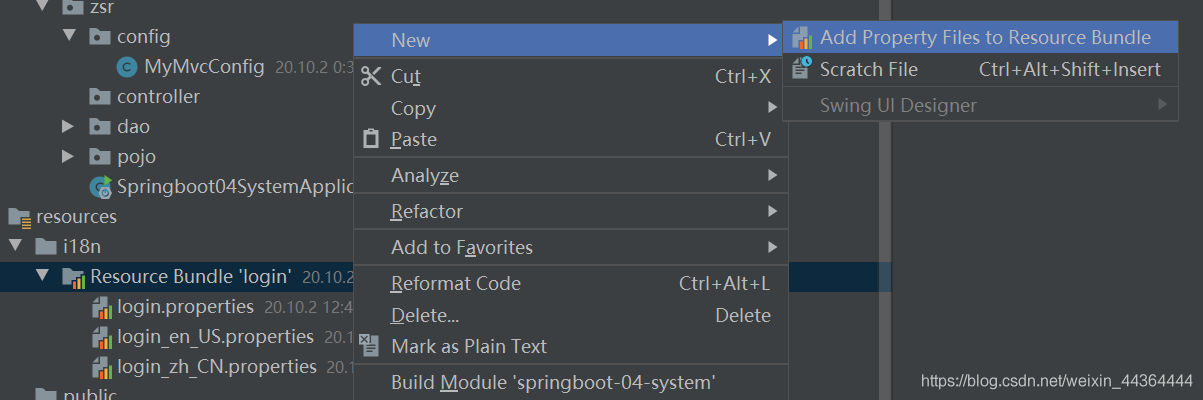 zsr
config
MyMvcConfig 20.10.2 0:3
controller
dao
pojo
Springboot04SystemApplic
resources
i18n
Resource Bundle 'login' 20.10.2
login.properties 20.10.2 12:4
login_en_US.properties 20.1
login_zh_CN.properties 20.1
public
New
Cut Ctrl+X
Copy
Paste Ctrl+V
Analyze
Refactor
Add to Favorites
Reformat Code Ctrl+Alt+L
Delete... Delete
Mark as Plain Text
Build Module 'springboot-04-system'
Add Property Files to Resource Bundle
Scratch File Ctrl+Alt+Shift+Insert
Swing UI Designer
https://blog.csdn.net/weixin_44364444